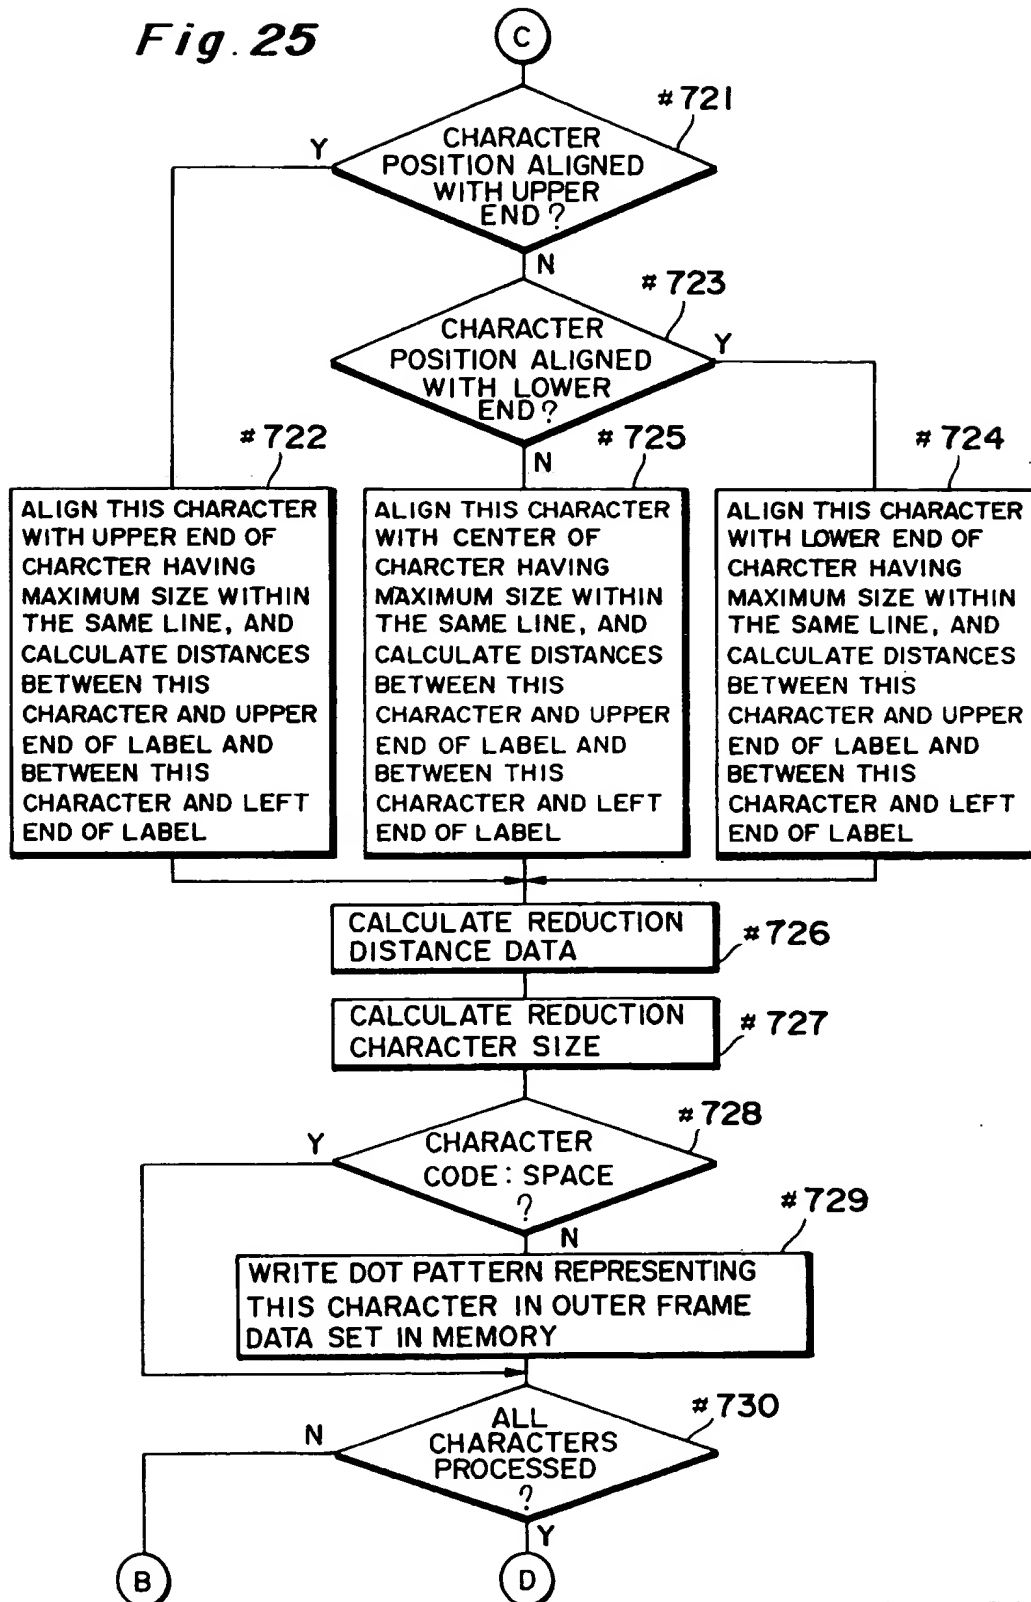 Fig. 25
C
#721
CHARACTER
POSITION ALIGNED
WITH UPPER
END?
Y
N
#723
CHARACTER
POSITION ALIGNED
WITH LOWER
END?
Y
N
#722
ALIGN THIS CHARACTER
WITH UPPER END OF
CHARCTER HAVING
MAXIMUM SIZE WITHIN
THE SAME LINE, AND
CALCULATE DISTANCES
BETWEEN THIS
CHARACTER AND UPPER
END OF LABEL AND
BETWEEN THIS
CHARACTER AND LEFT
END OF LABEL
#725
ALIGN THIS CHARACTER
WITH CENTER OF
CHARCTER HAVING
MAXIMUM SIZE WITHIN
THE SAME LINE, AND
CALCULATE DISTANCES
BETWEEN THIS
CHARACTER AND UPPER
END OF LABEL AND
BETWEEN THIS
CHARACTER AND LEFT
END OF LABEL
#724
ALIGN THIS CHARACTER
WITH LOWER END OF
CHARCTER HAVING
MAXIMUM SIZE WITHIN
THE SAME LINE, AND
CALCULATE DISTANCES
BETWEEN THIS
CHARACTER AND UPPER
END OF LABEL AND
BETWEEN THIS
CHARACTER AND LEFT
END OF LABEL
CALCULATE REDUCTION
DISTANCE DATA
#726
CALCULATE REDUCTION
CHARACTER SIZE
#727
#728
CHARACTER
CODE: SPACE
?
Y
N
#729
WRITE DOT PATTERN REPRESENTING
THIS CHARACTER IN OUTER FRAME
DATA SET IN MEMORY
#730
ALL
CHARACTERS
PROCESSED
?
N
Y
B
D